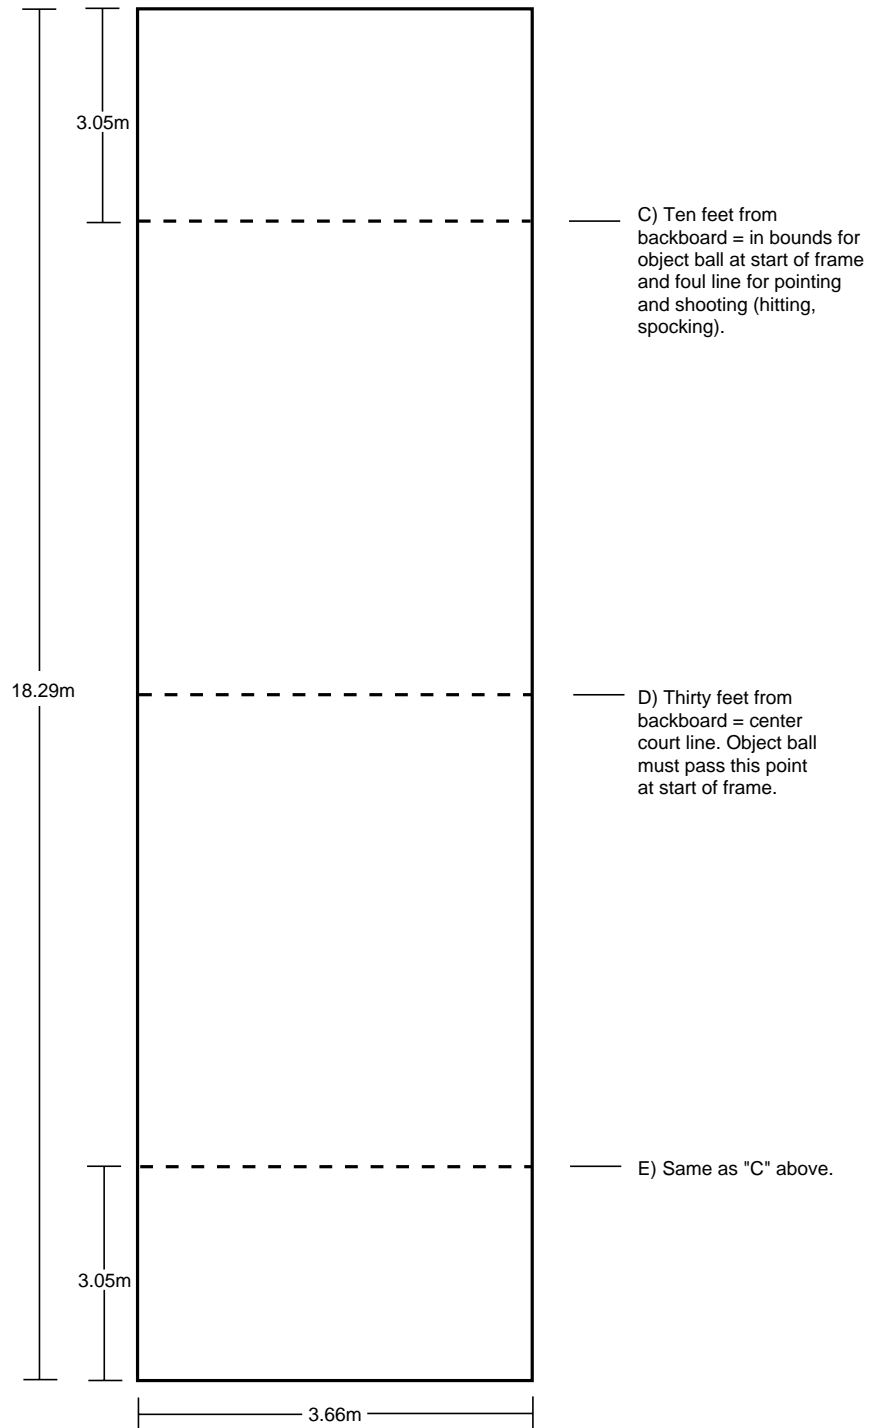 3.05m
C) Ten feet from
backboard = in bounds for
object ball at start of frame
and foul line for pointing
and shooting (hitting,
spocking).
18.29m
D) Thirty feet from
backboard = center
court line. Object ball
must pass this point
at start of frame.
E) Same as "C" above.
3.05m
3.66m